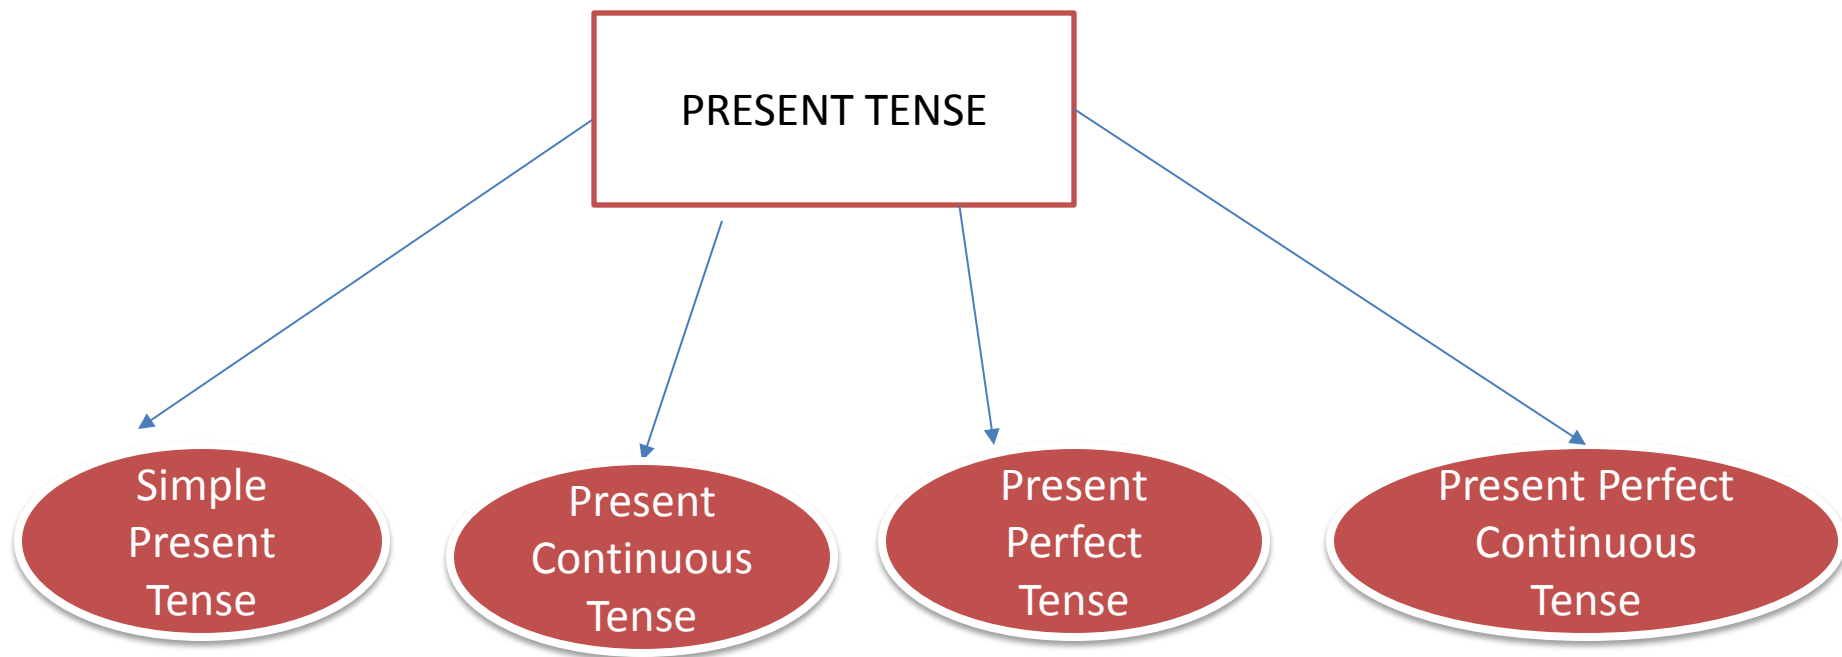 PRESENT TENSE
Simple
Present
Tense
Present
Continuous
Tense
Present
Perfect
Tense
Present Perfect
Continuous
Tense